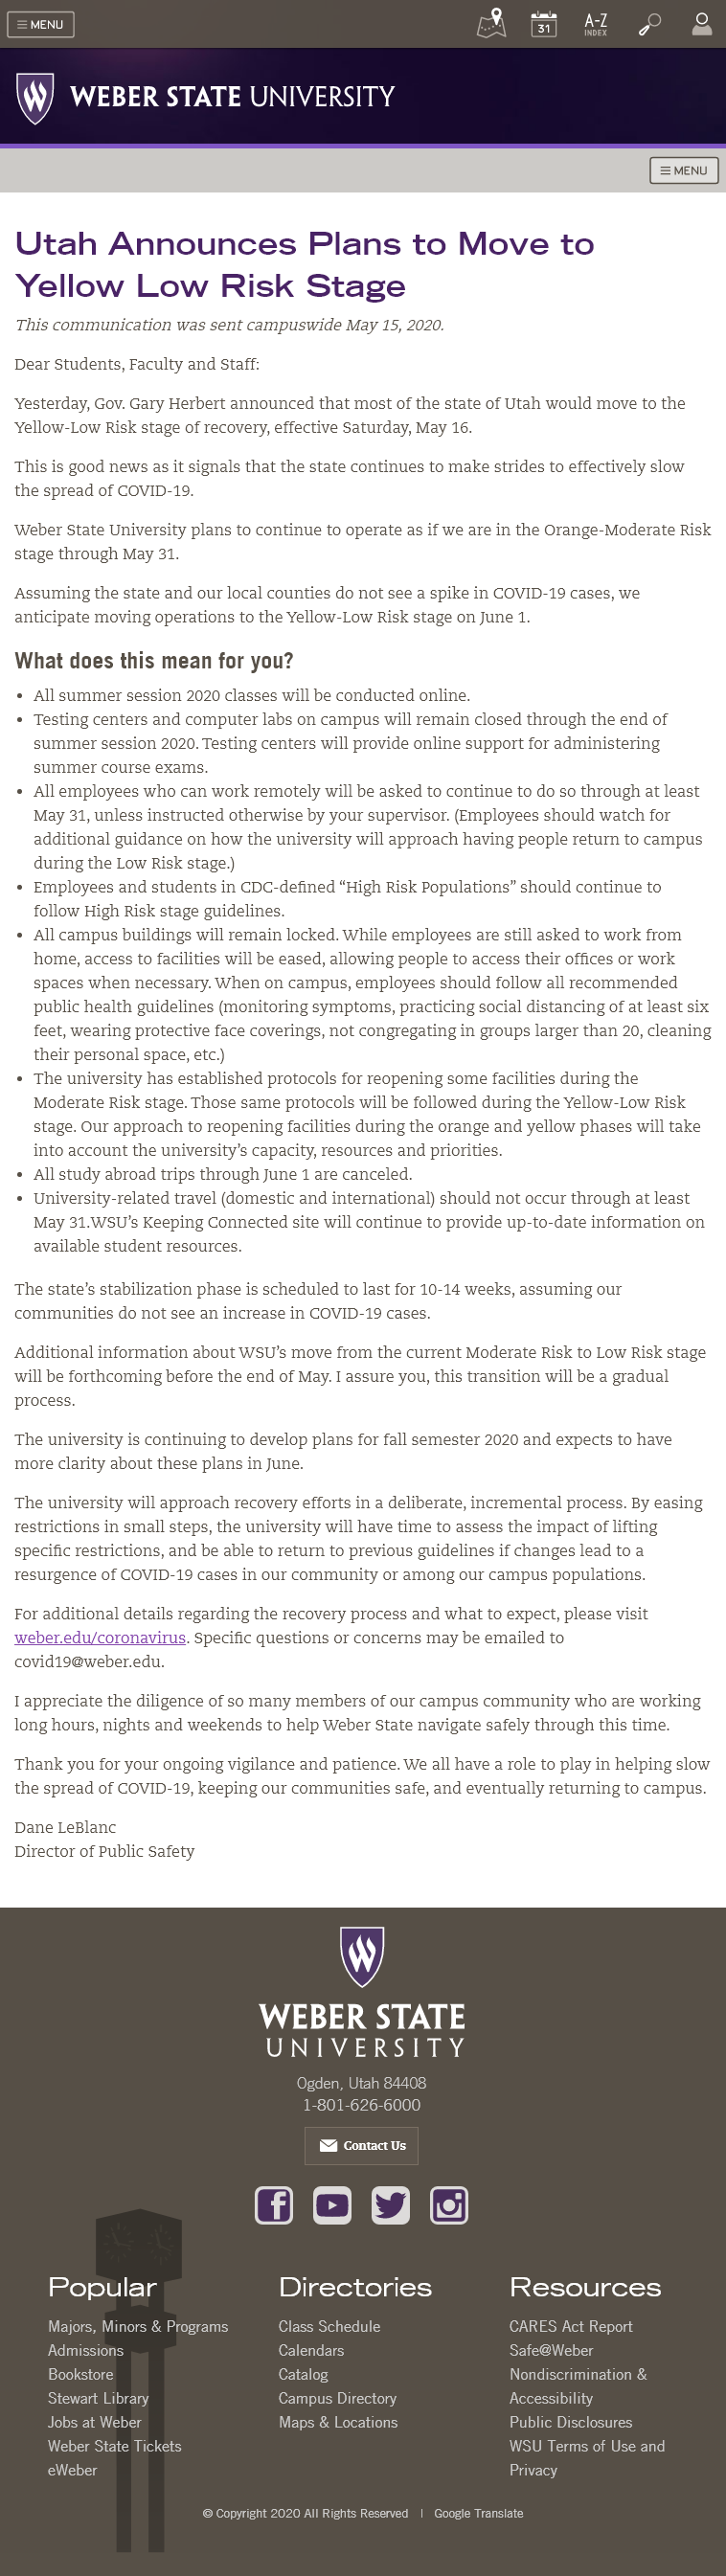 MENU
31
A-Z
INDEX
WEBER STATE UNIVERSITY
MENU
Utah Announces Plans to Move to
Yellow Low Risk Stage
This communication was sent campuswide May 15, 2020.
Dear Students, Faculty and Staff:
Yesterday, Gov. Gary Herbert announced that most of the state of Utah would move to the
Yellow-Low Risk stage of recovery, effective Saturday, May 16.
This is good news as it signals that the state continues to make strides to effectively slow
the spread of COVID-19.
Weber State University plans to continue to operate as if we are in the Orange-Moderate Risk
stage through May 31.
Assuming the state and our local counties do not see a spike in COVID-19 cases, we
anticipate moving operations to the Yellow-Low Risk stage on June 1.
What does this mean for you?
• All summer session 2020 classes will be conducted online.
• Testing centers and computer labs on campus will remain closed through the end of
summer session 2020. Testing centers will provide online support for administering
summer course exams.
• All employees who can work remotely will be asked to continue to do so through at least
May 31, unless instructed otherwise by your supervisor. (Employees should watch for
additional guidance on how the university will approach having people return to campus
during the Low Risk stage.)
• Employees and students in CDC-defined “High Risk Populations” should continue to
follow High Risk stage guidelines.
• All campus buildings will remain locked. While employees are still asked to work from
home, access to facilities will be eased, allowing people to access their offices or work
spaces when necessary. When on campus, employees should follow all recommended
public health guidelines (monitoring symptoms, practicing social distancing of at least six
feet, wearing protective face coverings, not congregating in groups larger than 20, cleaning
their personal space, etc.)
• The university has established protocols for reopening some facilities during the
Moderate Risk stage. Those same protocols will be followed during the Yellow-Low Risk
stage. Our approach to reopening facilities during the orange and yellow phases will take
into account the university’s capacity, resources and priorities.
• All study abroad trips through June 1 are canceled.
• University-related travel (domestic and international) should not occur through at least
May 31.WSU’s Keeping Connected site will continue to provide up-to-date information on
available student resources.
The state’s stabilization phase is scheduled to last for 10-14 weeks, assuming our
communities do not see an increase in COVID-19 cases.
Additional information about WSU’s move from the current Moderate Risk to Low Risk stage
will be forthcoming before the end of May. I assure you, this transition will be a gradual
process.
The university is continuing to develop plans for fall semester 2020 and expects to have
more clarity about these plans in June.
The university will approach recovery efforts in a deliberate, incremental process. By easing
restrictions in small steps, the university will have time to assess the impact of lifting
specific restrictions, and be able to return to previous guidelines if changes lead to a
resurgence of COVID-19 cases in our community or among our campus populations.
For additional details regarding the recovery process and what to expect, please visit
weber.edu/coronavirus. Specific questions or concerns may be emailed to
covid19@weber.edu.
I appreciate the diligence of so many members of our campus community who are working
long hours, nights and weekends to help Weber State navigate safely through this time.
Thank you for your ongoing vigilance and patience. We all have a role to play in helping slow
the spread of COVID-19, keeping our communities safe, and eventually returning to campus.
Dane LeBlanc
Director of Public Safety
WEBER STATE
UNIVERSITY
Ogden, Utah 84408
1-801-626-6000
Contact Us
Popular
Majors, Minors & Programs
Admissions
Bookstore
Stewart Library
Jobs at Weber
Weber State Tickets
eWeber
Directories
Class Schedule
Calendars
Catalog
Campus Directory
Maps & Locations
Resources
CARES Act Report
Safe@Weber
Nondiscrimination &
Accessibility
Public Disclosures
WSU Terms of Use and
Privacy
© Copyright 2020 All Rights Reserved | Google Translate